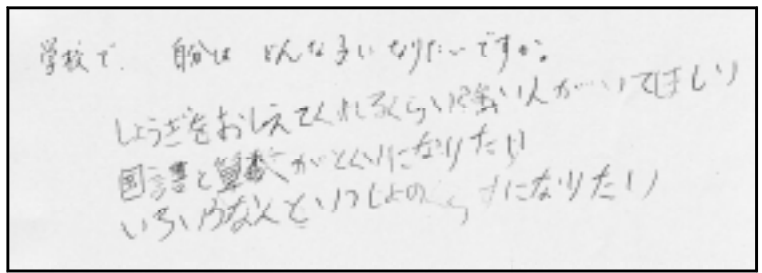 学校で 自分は どんな子になりたいですか。
しょうぎをおしえてくれるくらい強い人がいてほしい
国語と算数がとくいになりたい
いろいろな人といっしょの になりたい